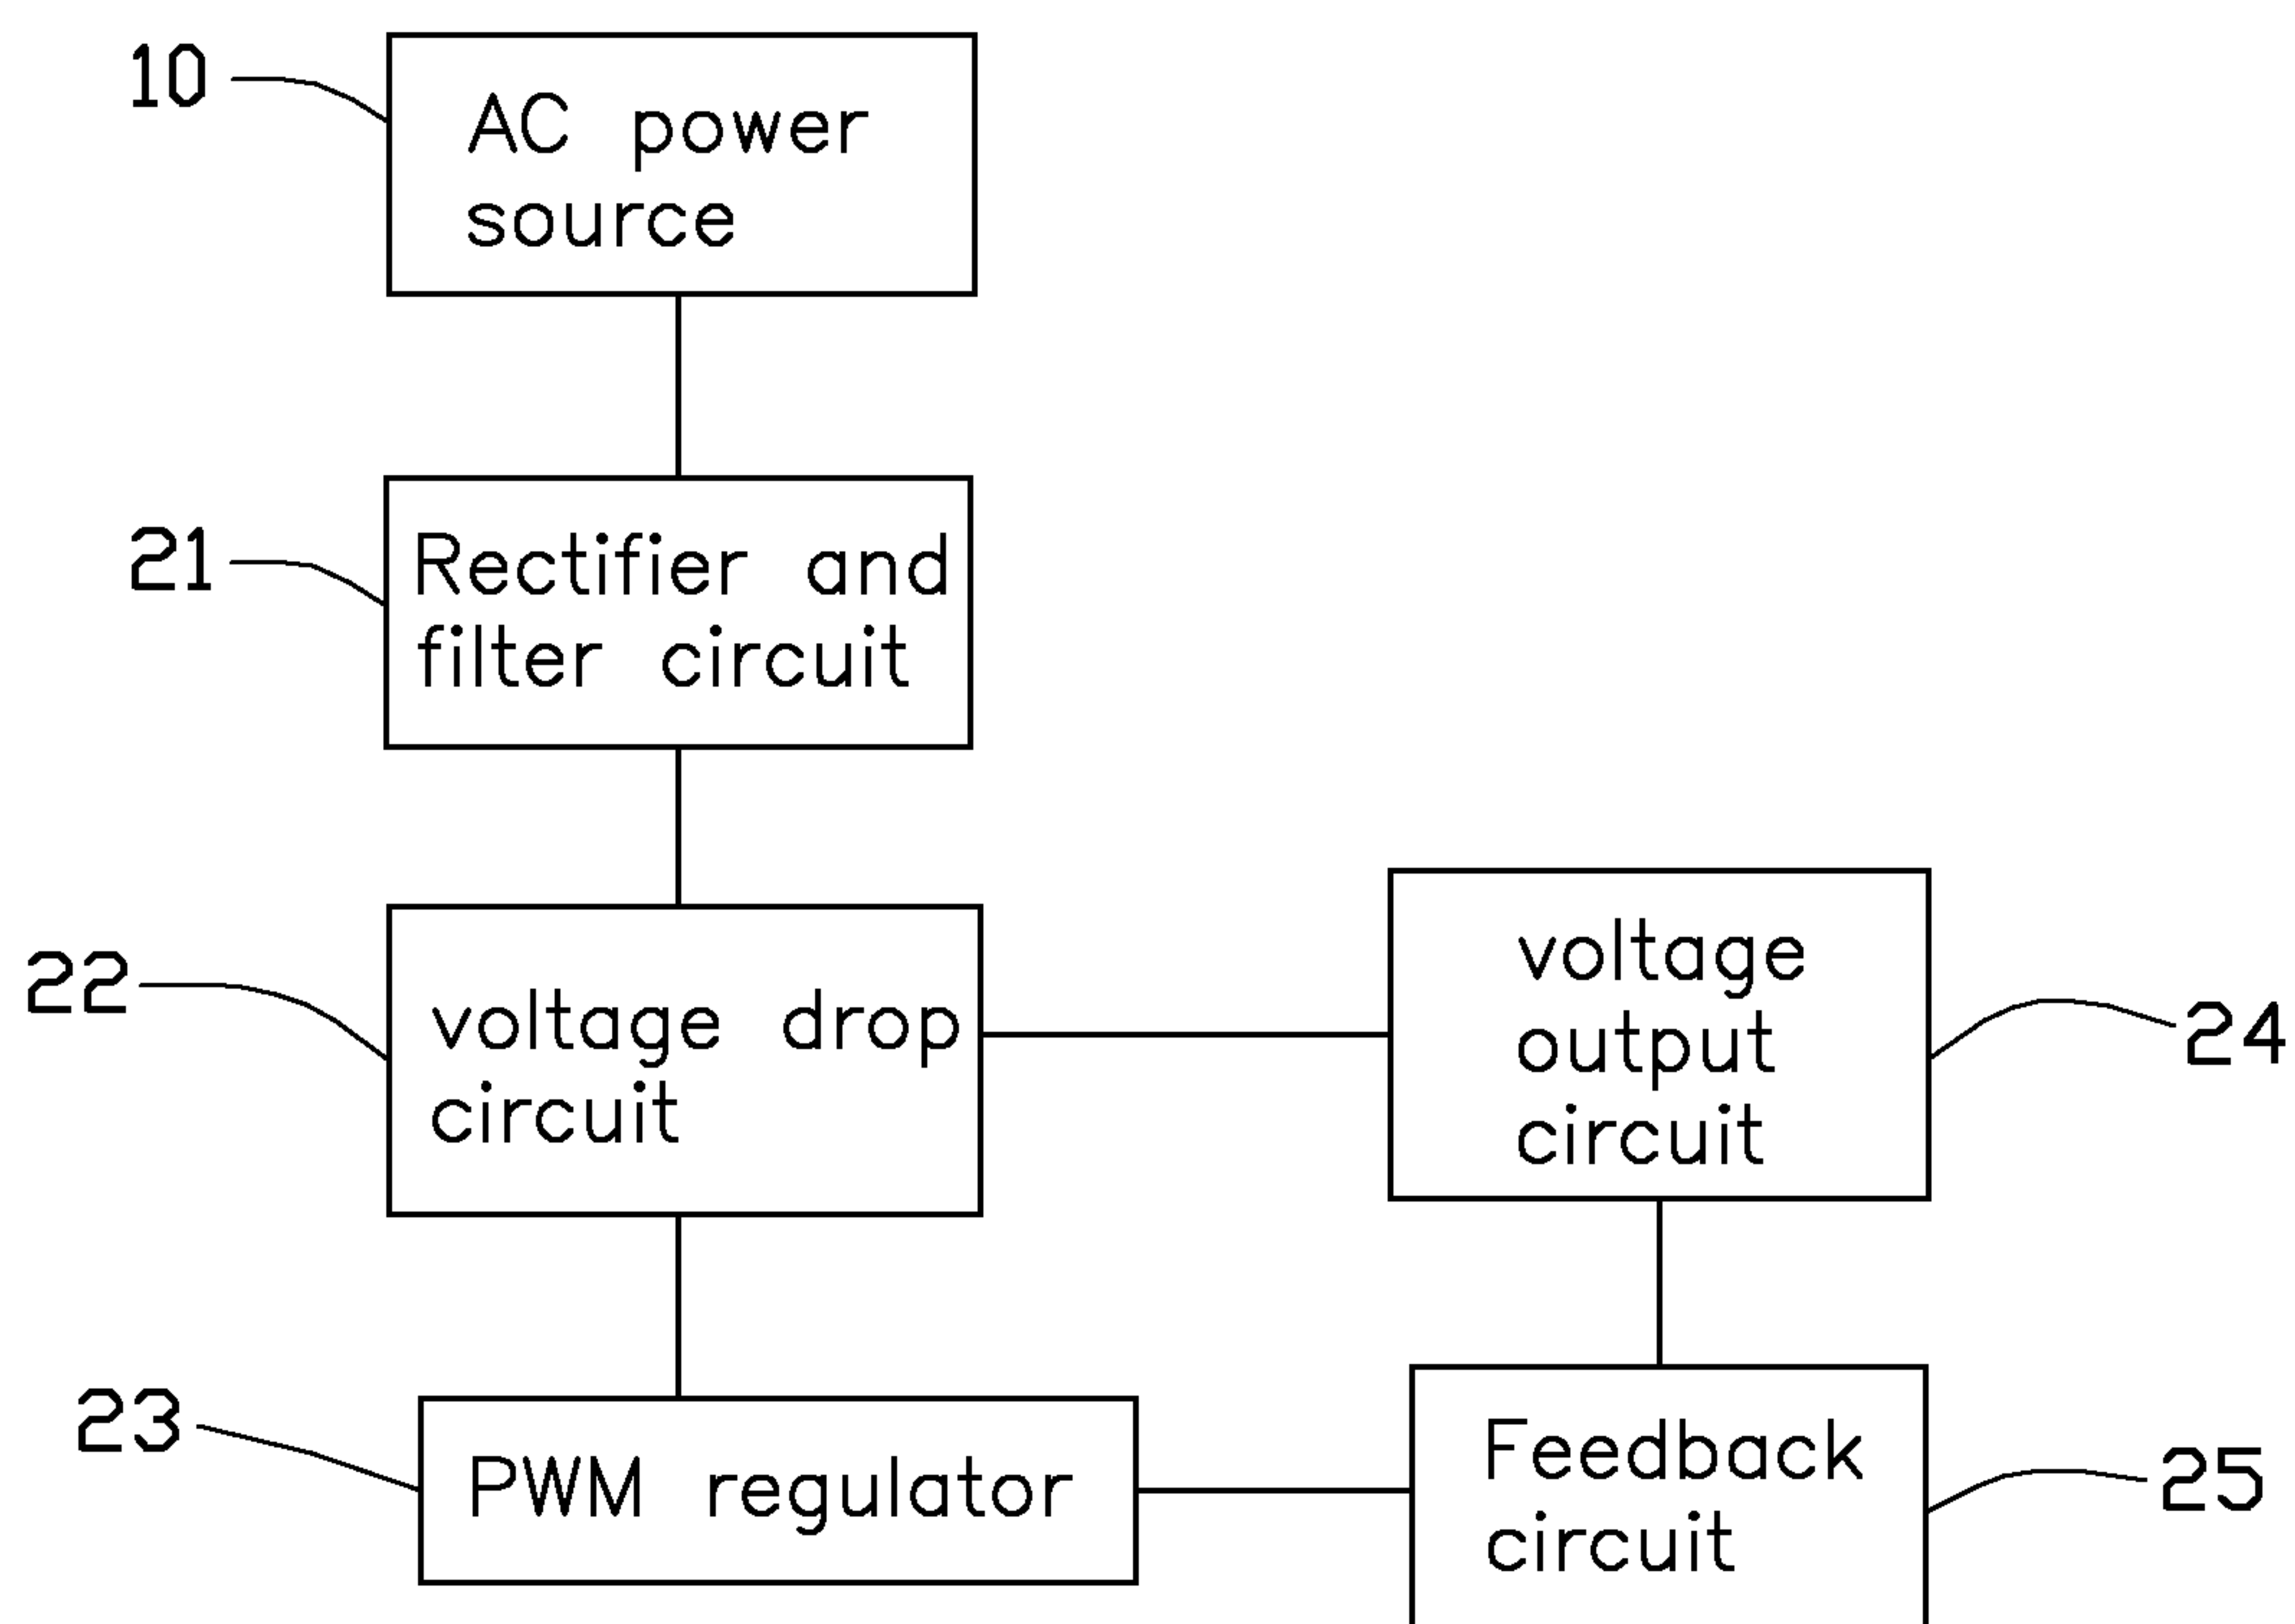 10
AC power
source
21
Rectifier and
filter circuit
22
voltage drop
circuit
voltage
output
circuit
24
23
PWM regulator
Feedback
circuit
25